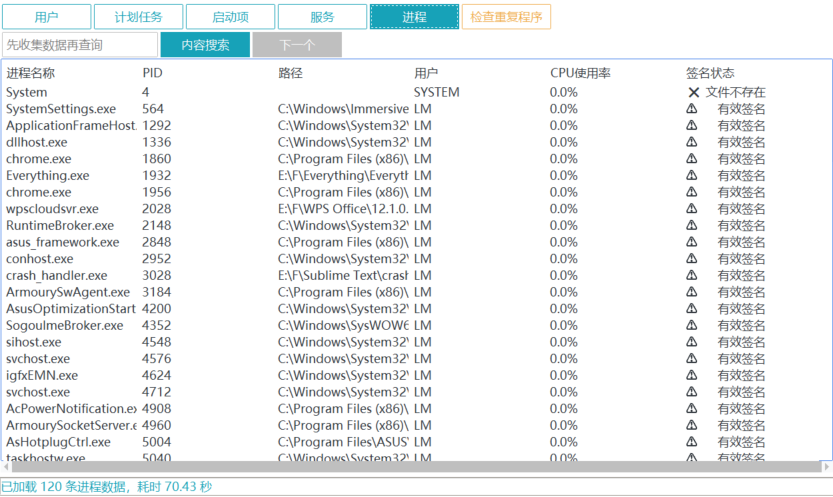 用户 计划任务 启动项 服务 进程 检查重复程序
先收集数据再查询 内容搜索 下一个
进程名称 PID 路径 用户 CPU使用率 签名状态
System 4 SYSTEM 0.0% 文件不存在
SystemSettings.exe 564 C:\Windows\Immersive LM 0.0% 有效签名
ApplicationFrameHost. 1292 C:\Windows\System32\ LM 0.0% 有效签名
dllhost.exe 1336 C:\Windows\System32\ LM 0.0% 有效签名
chrome.exe 1860 C:\Program Files (x86)\ LM 0.0% 有效签名
Everything.exe 1932 E:\F\Everything\Everytl LM 0.0% 有效签名
chrome.exe 1956 C:\Program Files (x86)\ LM 0.0% 有效签名
wpscloudsvr.exe 2028 E:\F\WPS Office\12.1.0. LM 0.0% 有效签名
RuntimeBroker.exe 2148 C:\Windows\System32\ LM 0.0% 有效签名
asus_framework.exe 2848 C:\Program Files (x86)\ LM 0.0% 有效签名
conhost.exe 2952 C:\Windows\System32\ LM 0.0% 有效签名
crash_handler.exe 3028 E:\F\Sublime Text\crash LM 0.0% 有效签名
ArmourySwAgent.exe 3184 C:\Program Files (x86)\ LM 0.0% 有效签名
AsusOptimizationStart 4200 C:\Windows\System32\ LM 0.0% 有效签名
SogouImeBroker.exe 4352 C:\Windows\SysWOW6 LM 0.0% 有效签名
sihost.exe 4548 C:\Windows\System32\ LM 0.0% 有效签名
svchost.exe 4576 C:\Windows\System32\ LM 0.0% 有效签名
igfxEMN.exe 4624 C:\Windows\System32\ LM 0.0% 有效签名
svchost.exe 4712 C:\Windows\System32\ LM 0.0% 有效签名
AcPowerNotification.ex 4908 C:\Program Files (x86)\ LM 0.0% 有效签名
ArmourySocketServer.e 4960 C:\Program Files (x86)\ LM 0.0% 有效签名
AsHotplugCtrl.exe 5004 C:\Program Files\ASUS\ LM 0.0% 有效签名
taskhostw.exe 5040 C:\Windows\System32\ LM 0.0% 有效签名
已加载 120 条进程数据，耗时 70.43 秒